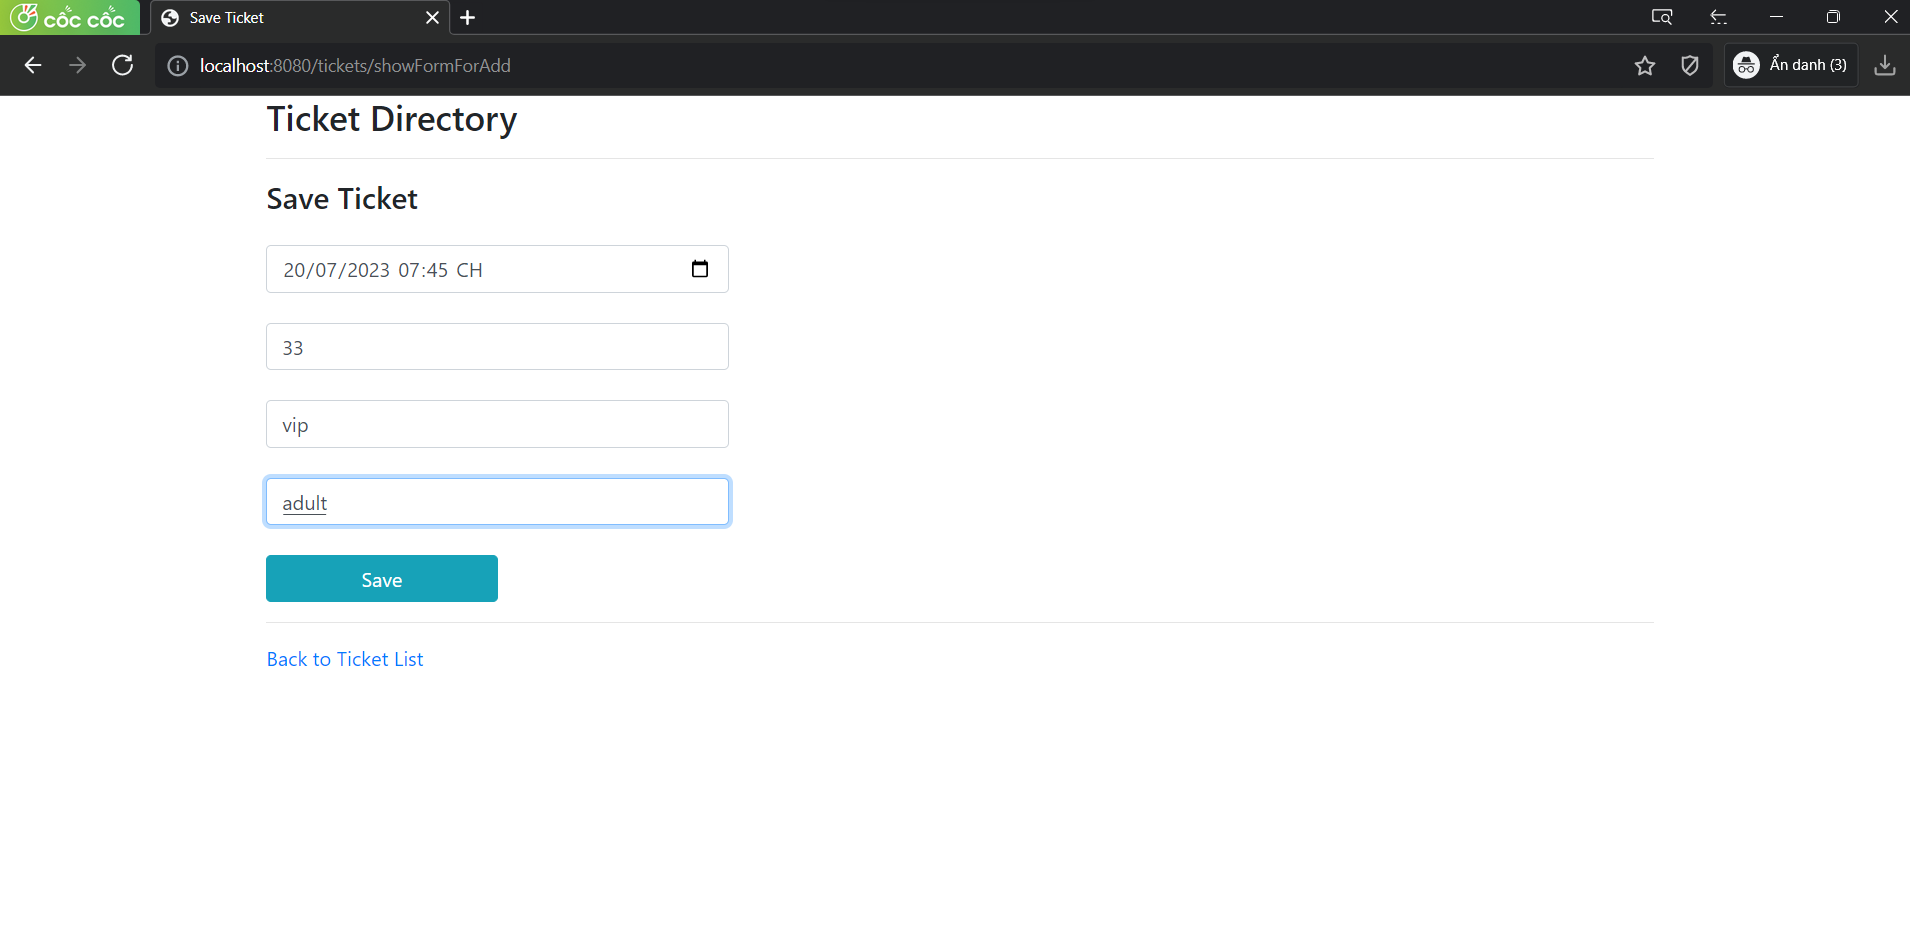 cốc cốc
Save Ticket
localhost:8080/tickets/showFormForAdd
Ẩn danh (3)
Ticket Directory
Save Ticket
20/07/2023 07:45 CH
33
vip
adult
Save
Back to Ticket List